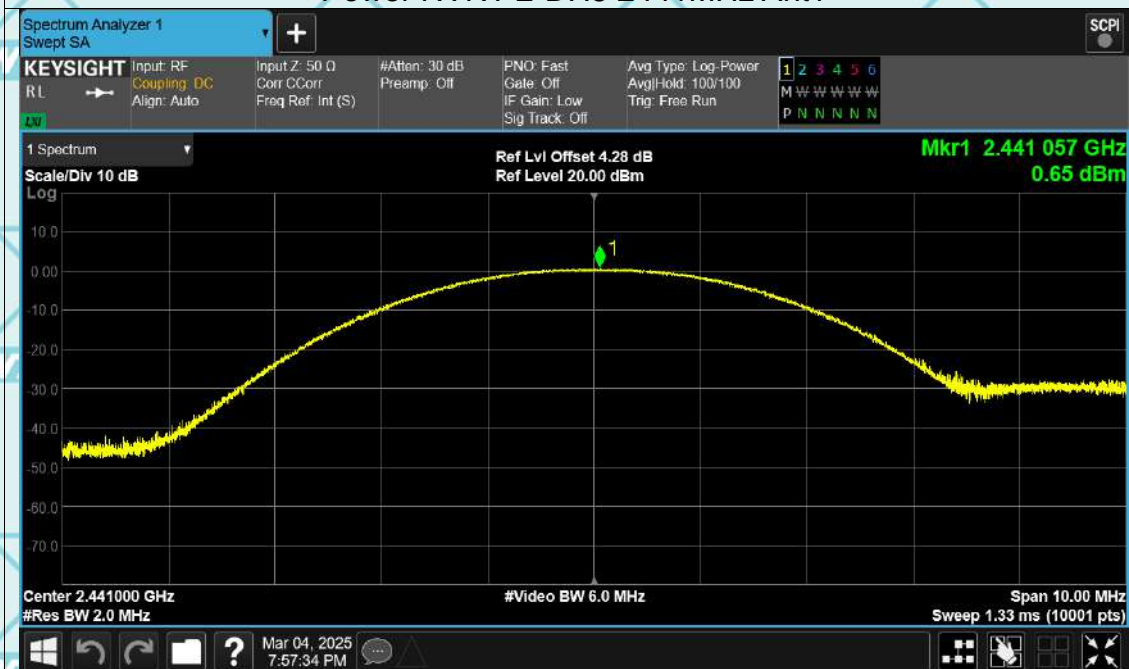 Spectrum Analyzer 1
Swept SA
+
SCPI
KEYSIGHT
RL
LXI
Input: RF
Coupling: DC
Align: Auto
Input Z: 50 Ω
Corr CCorr
Freq Ref: Int (S)
#Atten: 30 dB
Preamp: Off
PNO: Fast
Gate: Off
IF Gain: Low
Sig Track: Off
Avg Type: Log-Power
Avg|Hold: 100/100
Trig: Free Run
1 2 3 4 5 6
M W W W W W W
P N N N N N N
1 Spectrum
Scale/Div 10 dB
Ref Lvl Offset 4.28 dB
Ref Level 20.00 dBm
Mkr1 2.441 057 GHz
0.65 dBm
Log
10.0
0.00
-10.0
-20.0
-30.0
-40.0
-50.0
-60.0
-70.0
1
Center 2.441000 GHz
#Res BW 2.0 MHz
#Video BW 6.0 MHz
Span 10.00 MHz
Sweep 1.33 ms (10001 pts)
?
Mar 04, 2025
7:57:34 PM